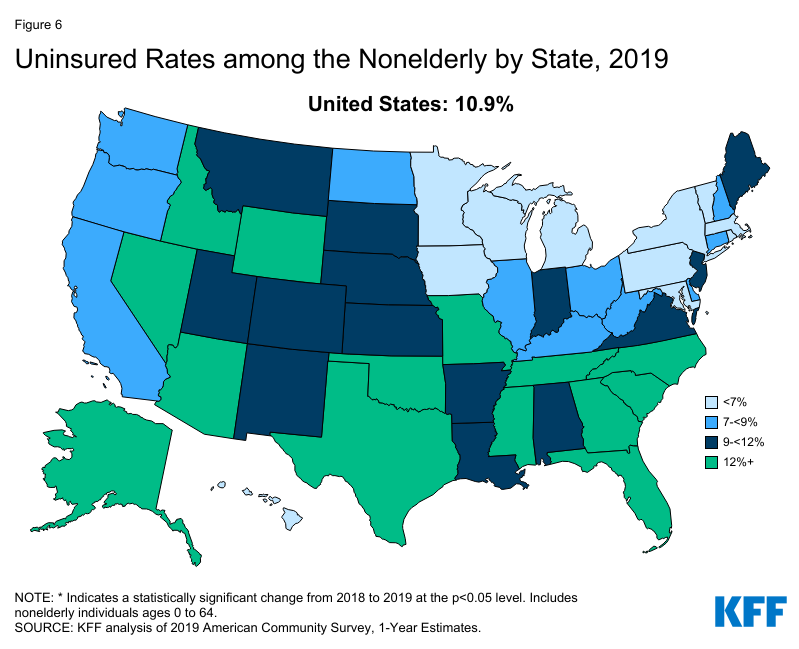 Figure 6
Uninsured Rates among the Nonelderly by State, 2019
United States: 10.9%
<7%
7-<9%
9-<12%
12%+
NOTE: * Indicates a statistically significant change from 2018 to 2019 at the p<0.05 level. Includes
nonelderly individuals ages 0 to 64.
SOURCE: KFF analysis of 2019 American Community Survey, 1-Year Estimates.
KFF